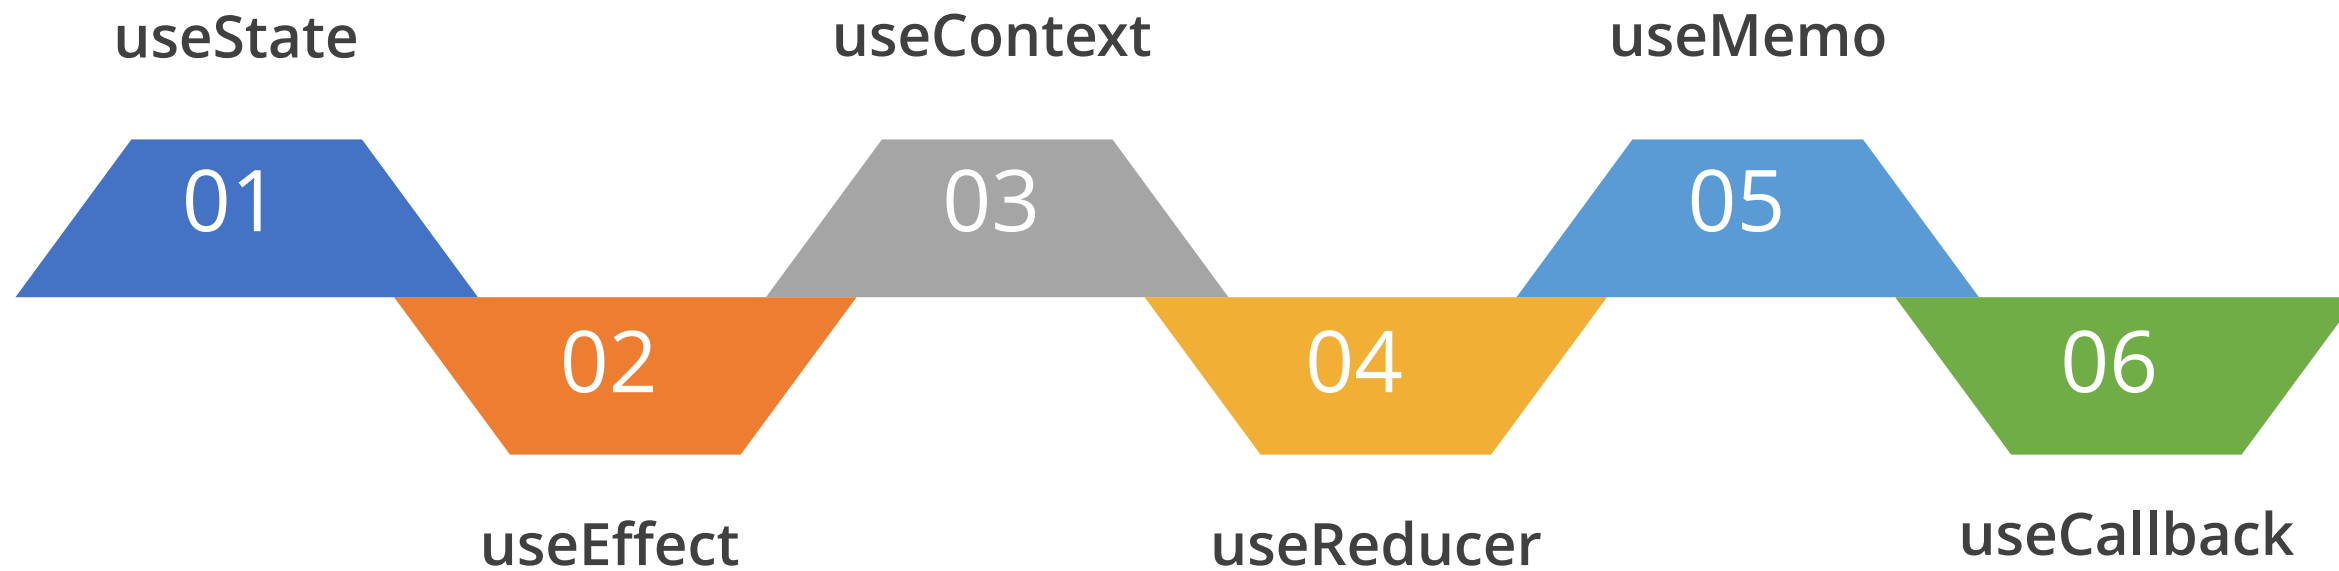 useState
useContext
useMemo
01
03
05
02
04
06
useEffect
useReducer
useCallback